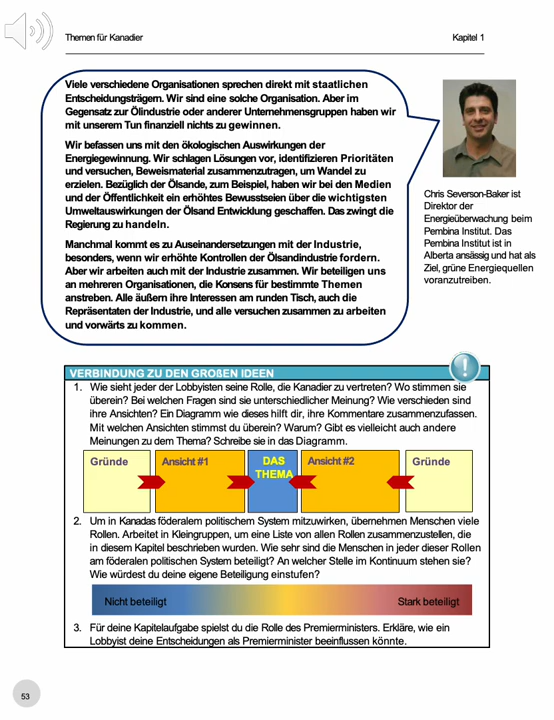 Themen für Kanadier Kapitel 1
Viele verschiedene Organisationen sprechen direkt mit staatlichen
Entscheidungsträgern. Wir sind eine solche Organisation. Aber im
Gegensatz zur Ölindustrie oder anderer Unternehmensgruppen haben wir
mit unserem Tun finanziell nichts zu gewinnen.
Wir befassen uns mit den ökologischen Auswirkungen der
Energiegewinnung. Wir schlagen Lösungen vor, identifizieren Prioritäten
und versuchen, Beweismaterial zusammenzutragen, um Wandel zu
erzielen. Bezüglich der Ölsande, zum Beispiel, haben wir bei den Medien
und der Öffentlichkeit ein erhöhtes Bewusstseien über die wichtigsten
Umweltauswirkungen der Ölsand Entwicklung geschaffen. Das zwingt die
Regierung zu handeln.
Manchmal kommt es zu Auseinandersetzungen mit der Industrie,
besonders, wenn wir erhöhte Kontrollen der Ölsandindustrie fordern.
Aber wir arbeiten auch mit der Industrie zusammen. Wir beteiligen uns
an mehreren Organisationen, die Konsens für bestimmte Themen
anstreben. Alle äußern ihre Interessen am runden Tisch, auch die
Repräsentaten der Industrie, und alle versuchen zusammen zu arbeiten
und vorwärts zu kommen.
Chris Severson-Baker ist
Direktor der
Energieüberwachung beim
Pembina Institut. Das
Pembina Institut ist in
Alberta ansässig und hat als
Ziel, grüne Energiequellen
voranzutreiben.
VERBINDUNG ZU DEN GROßEN IDEEN
!
1. Wie sieht jeder der Lobbyisten seine Rolle, die Kanadier zu vertreten? Wo stimmen sie
überein? Bei welchen Fragen sind sie unterschiedlicher Meinung? Wie verschieden sind
ihre Ansichten? Ein Diagramm wie dieses hilft dir, ihre Kommentare zusammenzufassen.
Mit welchen Ansichten stimmst du überein? Warum? Gibt es vielleicht auch andere
Meinungen zu dem Thema? Schreibe sie in das Diagramm.
Gründe Ansicht #1 DAS Ansicht #2 Gründe
THEMA
2. Um in Kanadas föderalem politischem System mitzuwirken, übernehmen Menschen viele
Rollen. Arbeitet in Kleingruppen, um eine Liste von allen Rollen zusammenzustellen, die
in diesem Kapitel beschrieben wurden. Wie sehr sind die Menschen in jeder dieser Rollen
am föderalen politischen System beteiligt? An welcher Stelle im Kontinuum stehen sie?
Wie würdest du deine eigene Beteiligung einstufen?
Nicht beteiligt Stark beteiligt
3. Für deine Kapitelaufgabe spielst du die Rolle des Premierministers. Erkläre, wie ein
Lobbyist deine Entscheidungen als Premierminister beeinflussen könnte.
53